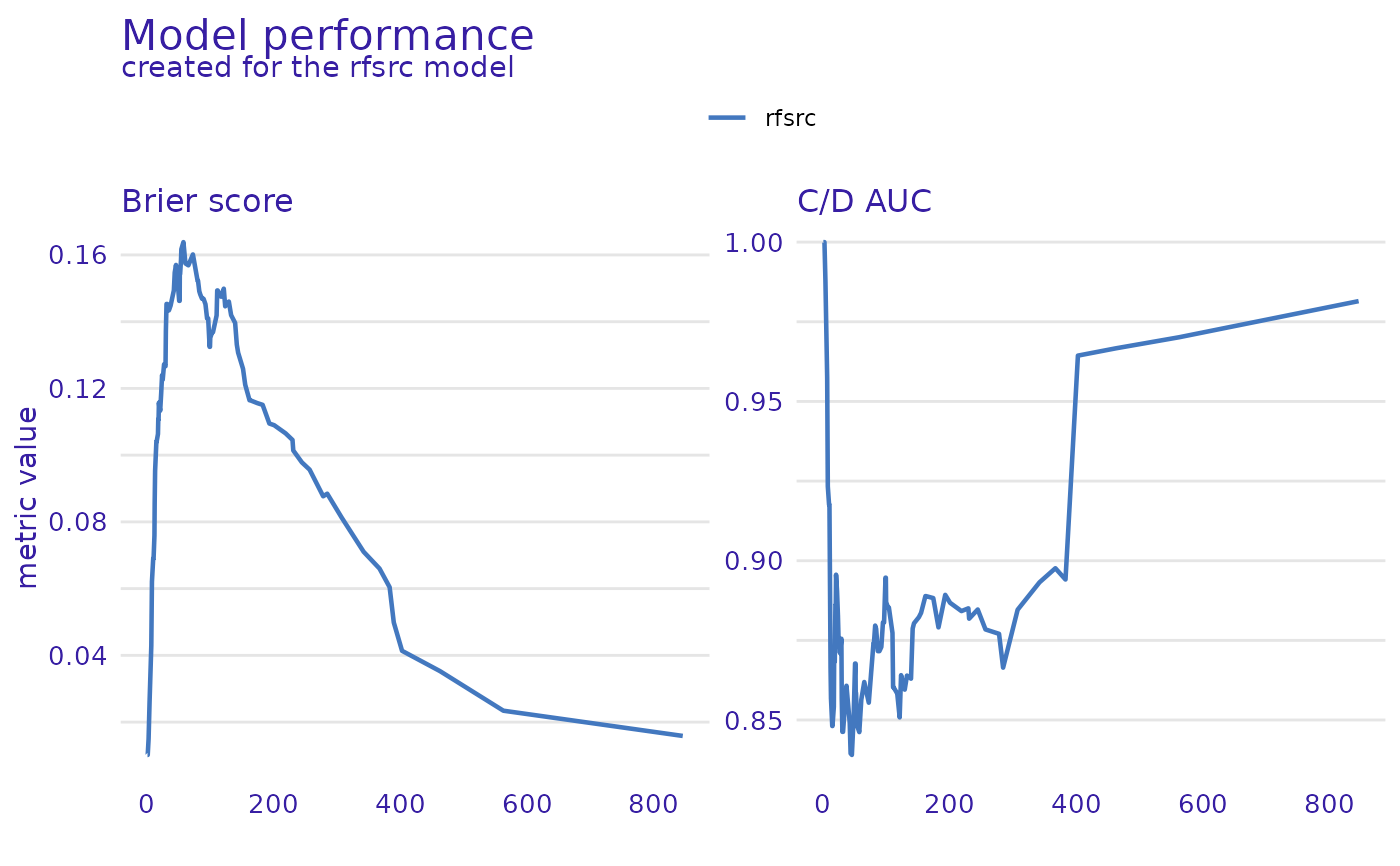 Model performance
created for the rfsrc model
rfsrc
Brier score
C/D AUC
metric value
0.16
0.12
0.08
0.04
0 200 400 600 800
1.00
0.95
0.90
0.85
0 200 400 600 800